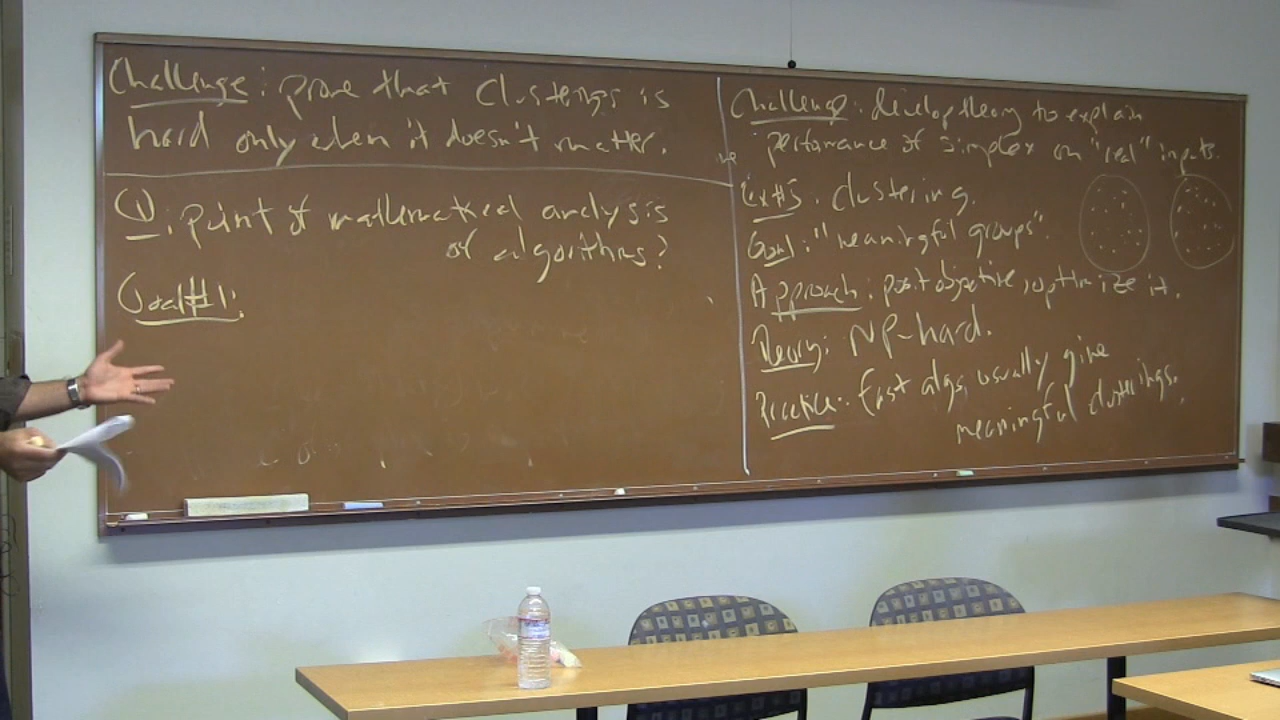 Challenge: prove that clustering is
hard only when it doesn't matter.
Q: point of mathematical analysis
of algorithms?
Goal #1:
Challenge: develop theory to explain
performance of simplex on "real" inputs.
Ex #3: clustering.
Goal: "meaningful groups".
Approach: posit objective, optimize it.
Theory: NP-hard.
Practice: fast algs usually give
meaningful clusterings.